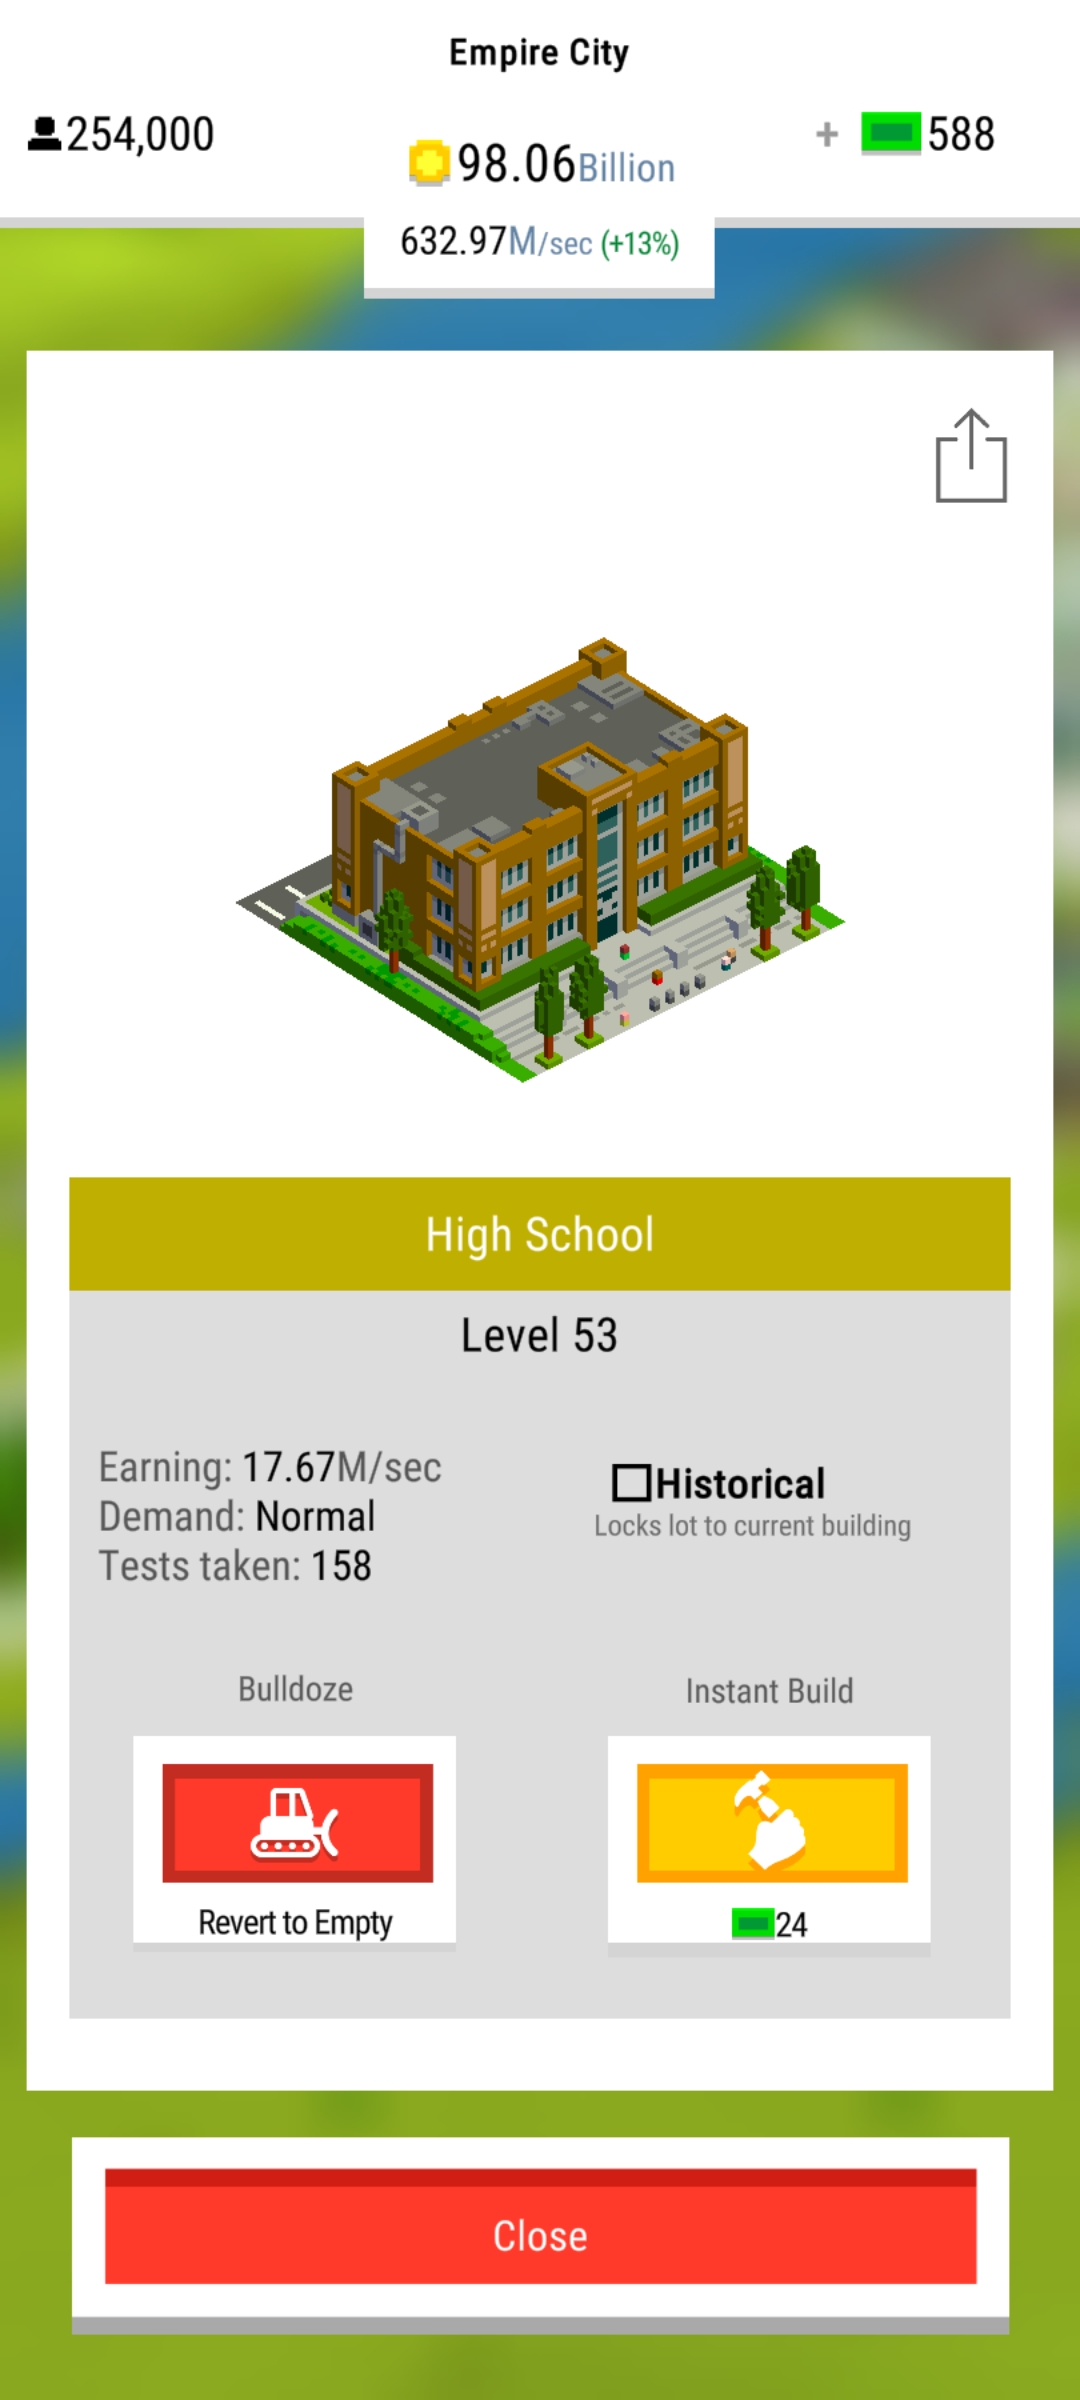 Empire City
254,000
98.06Billion
+ 588
632.97M/sec (+13%)
High School
Level 53
Earning: 17.67M/sec
Demand: Normal
Tests taken: 158
Historical
Locks lot to current building
Bulldoze
Revert to Empty
Instant Build
24
Close